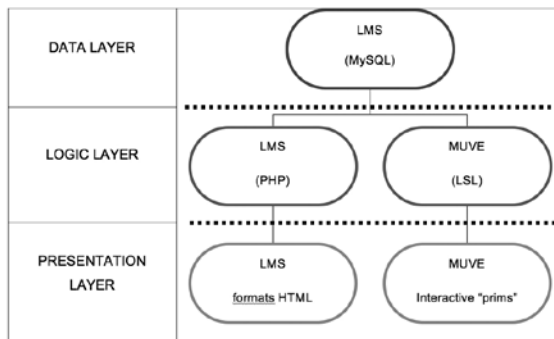 DATA LAYER
LMS
(MySQL)
LOGIC LAYER
LMS
(PHP)
MUVE
(LSL)
PRESENTATION
LAYER
LMS
formats HTML
MUVE
Interactive "prims"